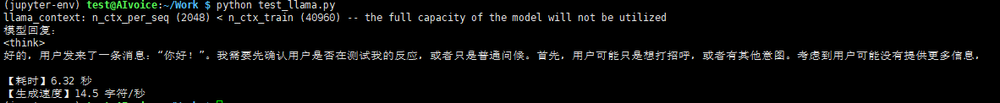 (jupyter-env) test@AIvoice:~/Work $ python test_llama.py
llama_context: n_ctx_per_seq (2048) < n_ctx_train (40960) -- the full capacity of the model will not be utilized
模型回复：
<think>
好的，用户发来了一条消息：“你好！”。我需要先确认用户是否在测试我的反应，或者只是普通问候。首先，用户可能只是想打招呼，或者有其他意图。考虑到用户可能没有提供更多信息，
【耗时】6.32 秒
【生成速度】14.5 字符/秒